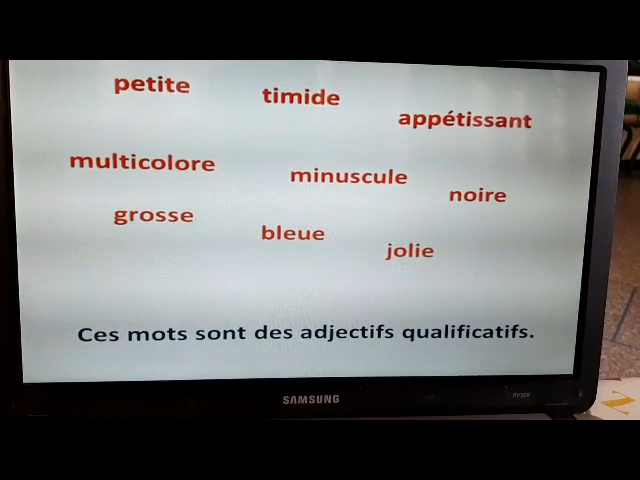 petite
timide
appétissant
multicolore
minuscule
noire
grosse
bleue
jolie
Ces mots sont des adjectifs qualificatifs.
SAMSUNG